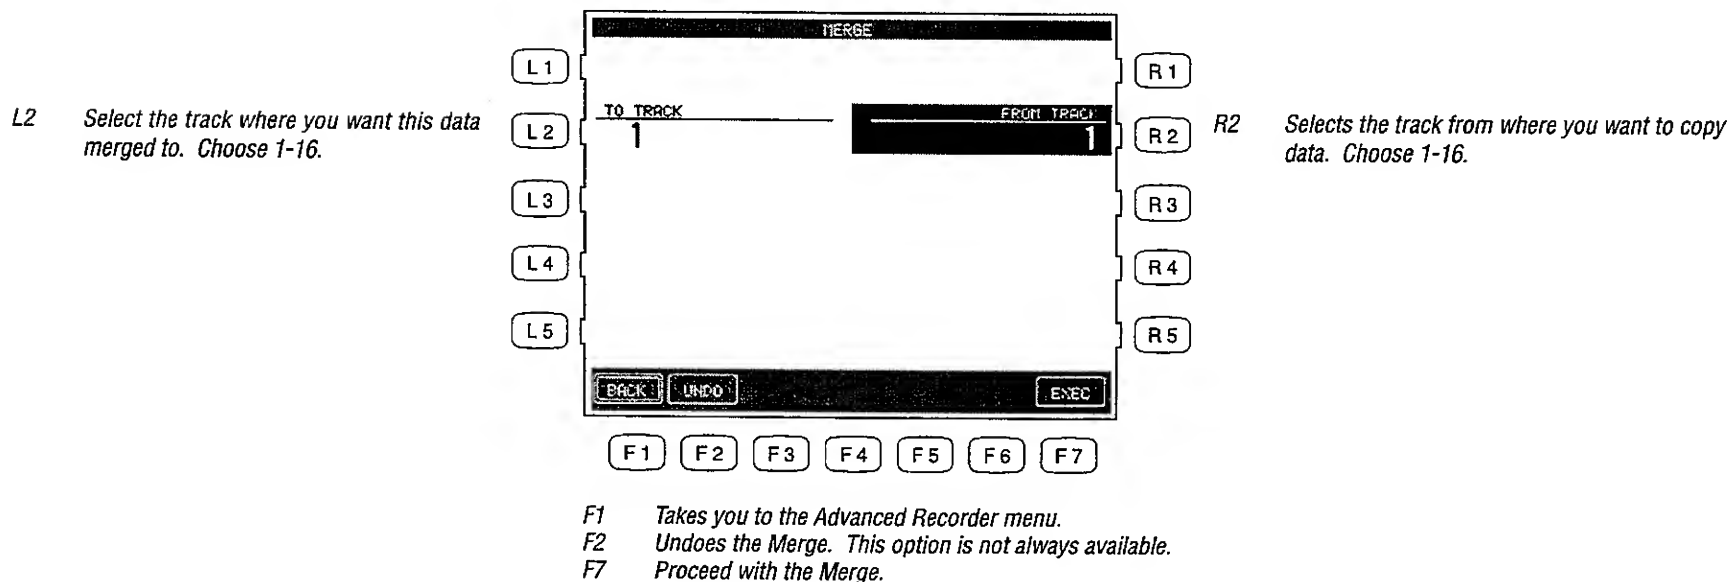 MERGE
L1
R1
L2 Select the track where you want this data
merged to. Choose 1-16.
L2
TO TRACK
1
FROM TRACK
1
R2
R2 Selects the track from where you want to copy
data. Choose 1-16.
L3
R3
L4
R4
L5
R5
BACK UNDO EXEC
F1 F2 F3 F4 F5 F6 F7
F1 Takes you to the Advanced Recorder menu.
F2 Undoes the Merge. This option is not always available.
F7 Proceed with the Merge.